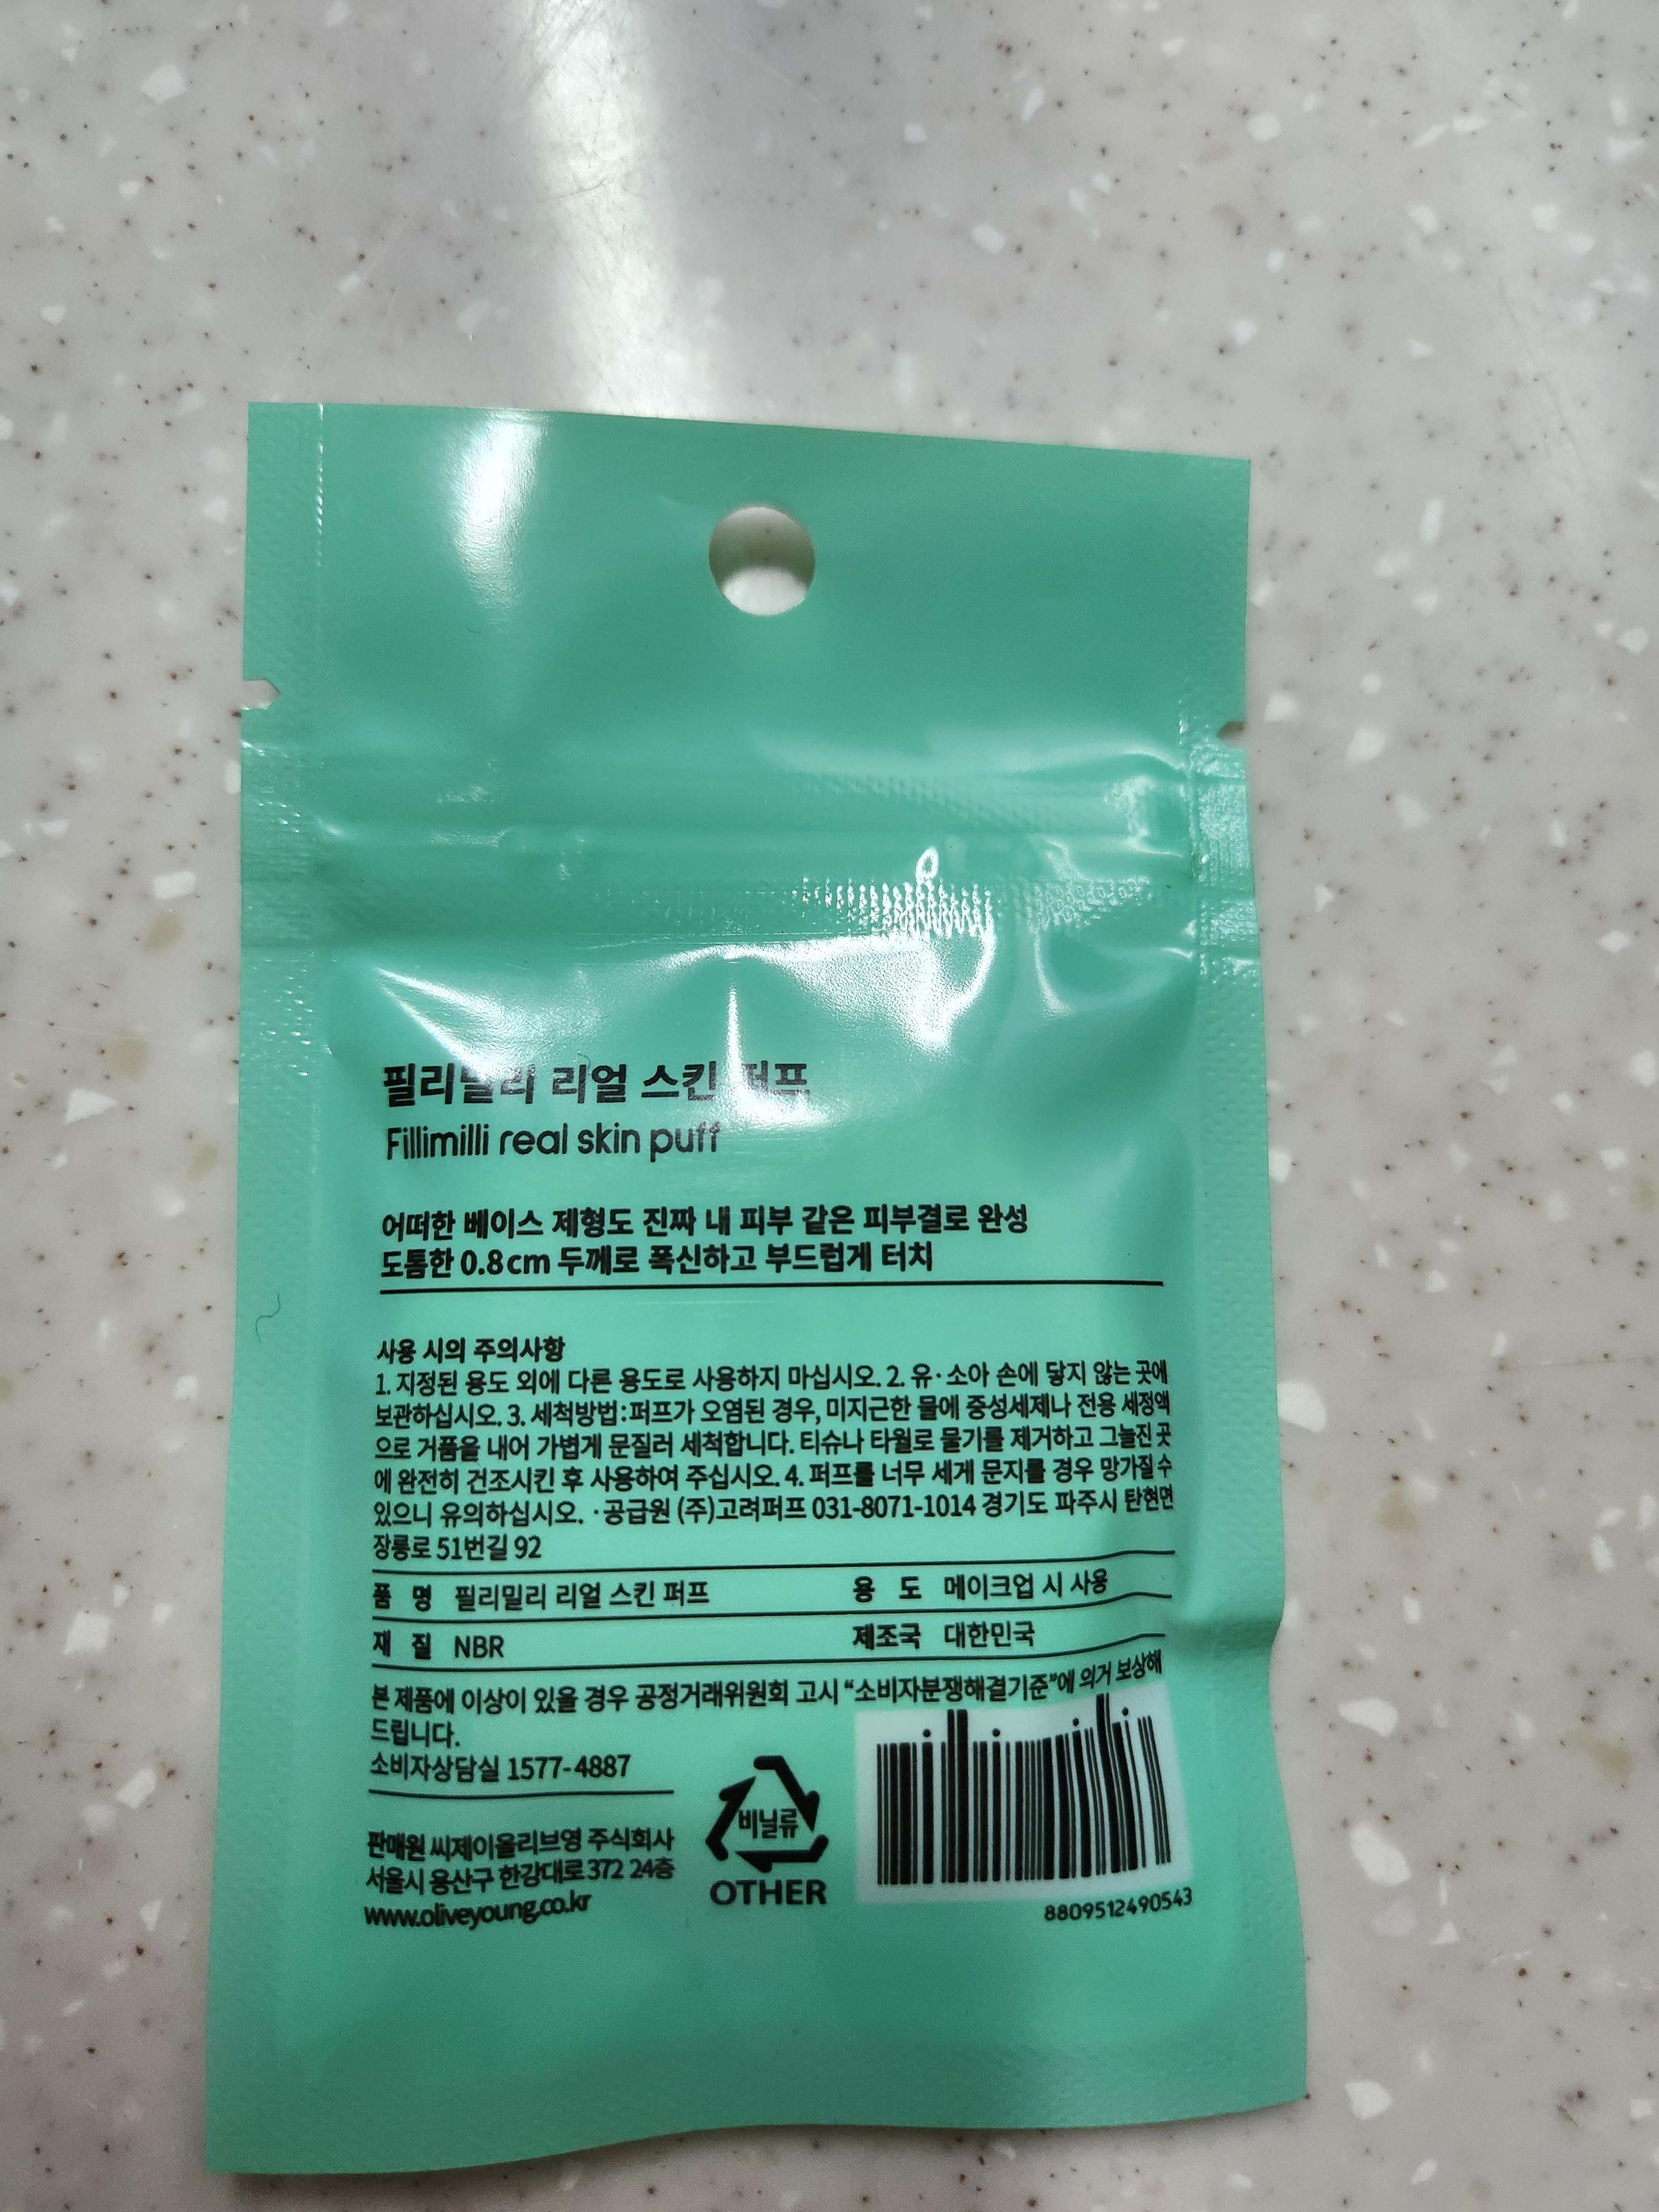 필리밀리 리얼 스킨 퍼프
Fillimilli real skin puff
어떠한 베이스 제형도 진짜 내 피부 같은 피부결로 완성
도톰한 0.8cm 두께로 폭신하고 부드럽게 터치
사용 시의 주의사항
1. 지정된 용도 외에 다른 용도로 사용하지 마십시오. 2. 유·소아 손에 닿지 않는 곳에
보관하십시오. 3. 세척방법:퍼프가 오염된 경우, 미지근한 물에 중성세제나 전용 세정액
으로 거품을 내어 가볍게 문질러 세척합니다. 티슈나 타월로 물기를 제거하고 그늘진 곳
에 완전히 건조시킨 후 사용하여 주십시오. 4. 퍼프를 너무 세게 문지를 경우 망가질 수
있으니 유의하십시오. ·공급원 (주)고려퍼프 031-8071-1014 경기도 파주시 탄현면
장릉로 51번길 92
품 명 필리밀리 리얼 스킨 퍼프 용 도 메이크업 시 사용
재 질 NBR 제조국 대한민국
본 제품에 이상이 있을 경우 공정거래위원회 고시 “소비자분쟁해결기준”에 의거 보상해
드립니다.
소비자상담실 1577-4887
판매원 씨제이올리브영 주식회사
서울시 용산구 한강대로 372 24층
www.oliveyoung.co.kr
비닐류
OTHER
8809512490543